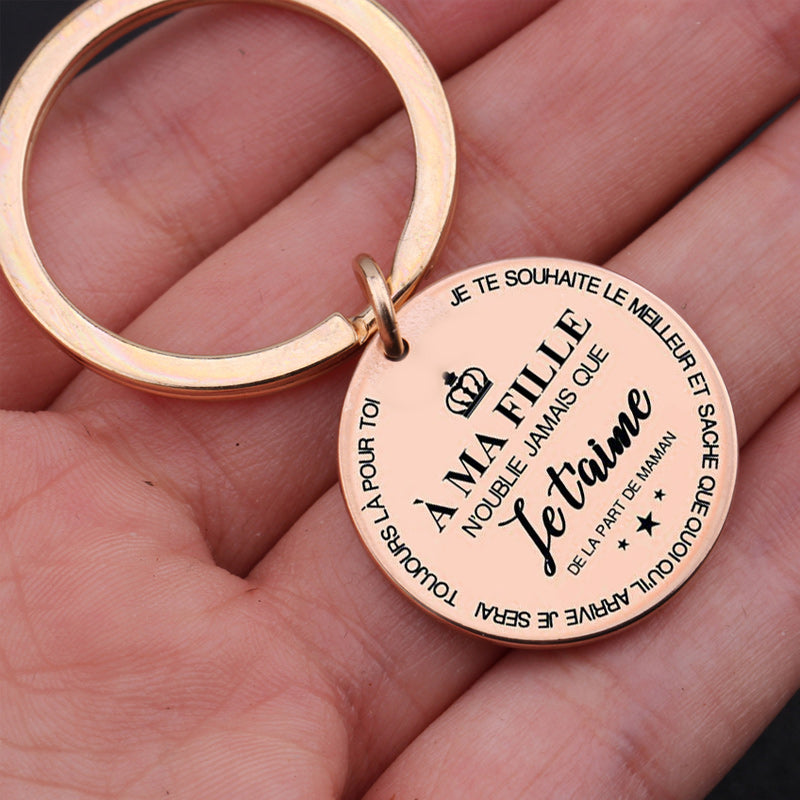 JE TE SOUHAITE LE MEILLEUR ET SACHE QUE QUOI QU'IL ARRIVE JE SERAI TOUJOURS LÀ POUR TOI
À MA FILLE
N'OUBLIE JAMAIS QUE
Je t'aime
DE LA PART DE MAMAN